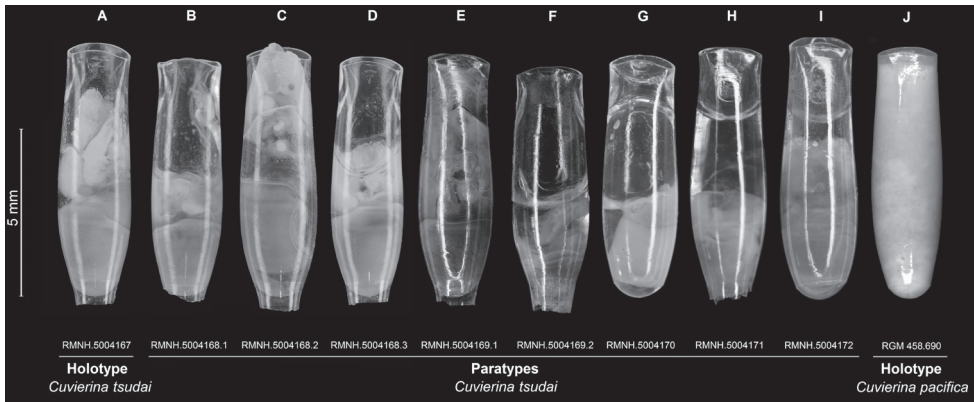 A B C D E F G H I J
5 mm
RMNH.5004167 RMNH.5004168.1 RMNH.5004168.2 RMNH.5004168.3 RMNH.5004169.1 RMNH.5004169.2 RMNH.5004170 RMNH.5004171 RMNH.5004172 RGM 458.690
Holotype Paratypes Holotype
Cuvierina tsudai Cuvierina tsudai Cuvierina pacifica